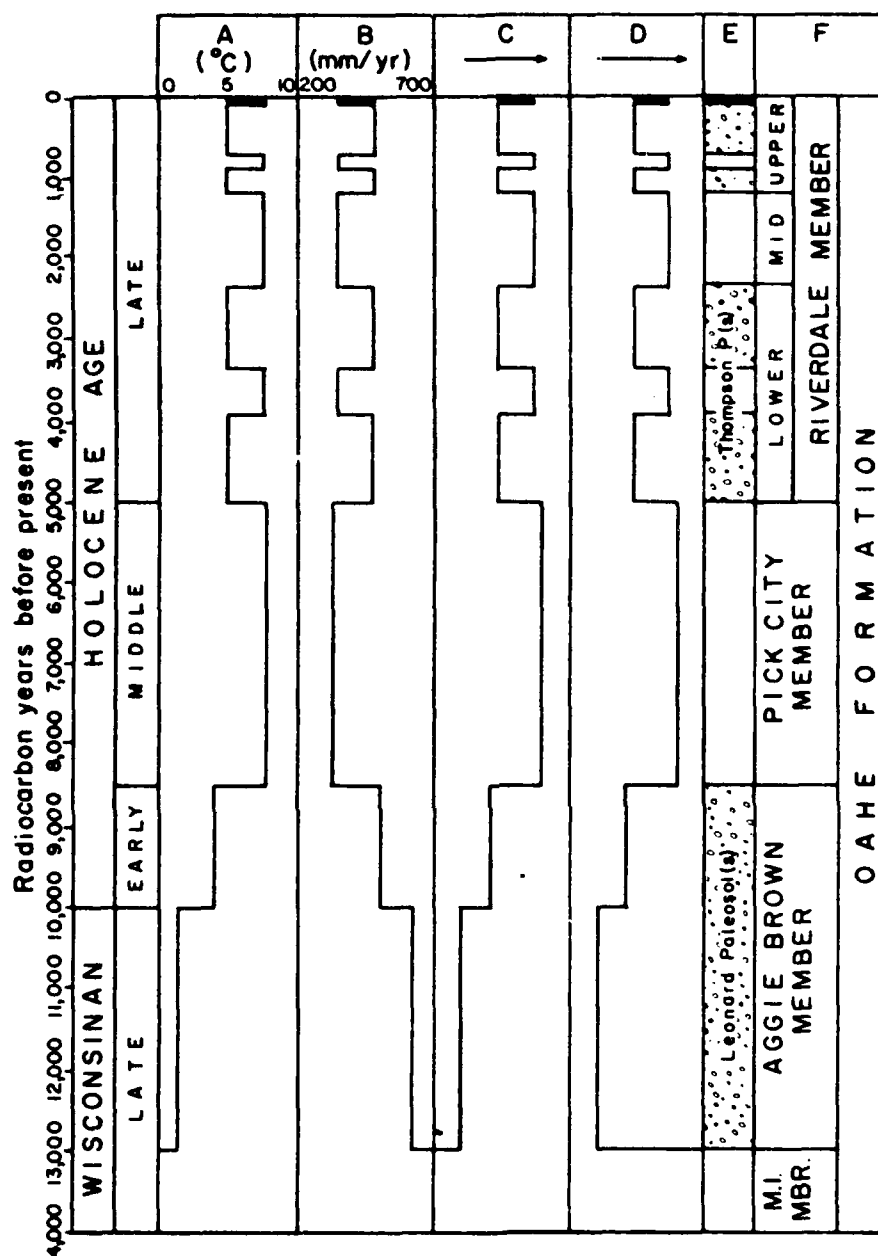 A B C D E F
(°C) (mm/yr)
0 5 10 200 700
0
1,000
2,000
3,000
4,000
5,000
6,000
7,000
8,000
9,000
10,000
11,000
12,000
13,000
4,000
Radiocarbon years before present
HOLOCENE AGE
WISCONSINAN
LATE
MIDDLE
EARLY
LATE
Thompson P(s)
Leonard Paleosol(s)
UPPER
MID
LOWER
RIVERDALE MEMBER
PICK CITY
MEMBER
AGGIE BROWN
MEMBER
M.I.
MBR.
OAHE FORMATION